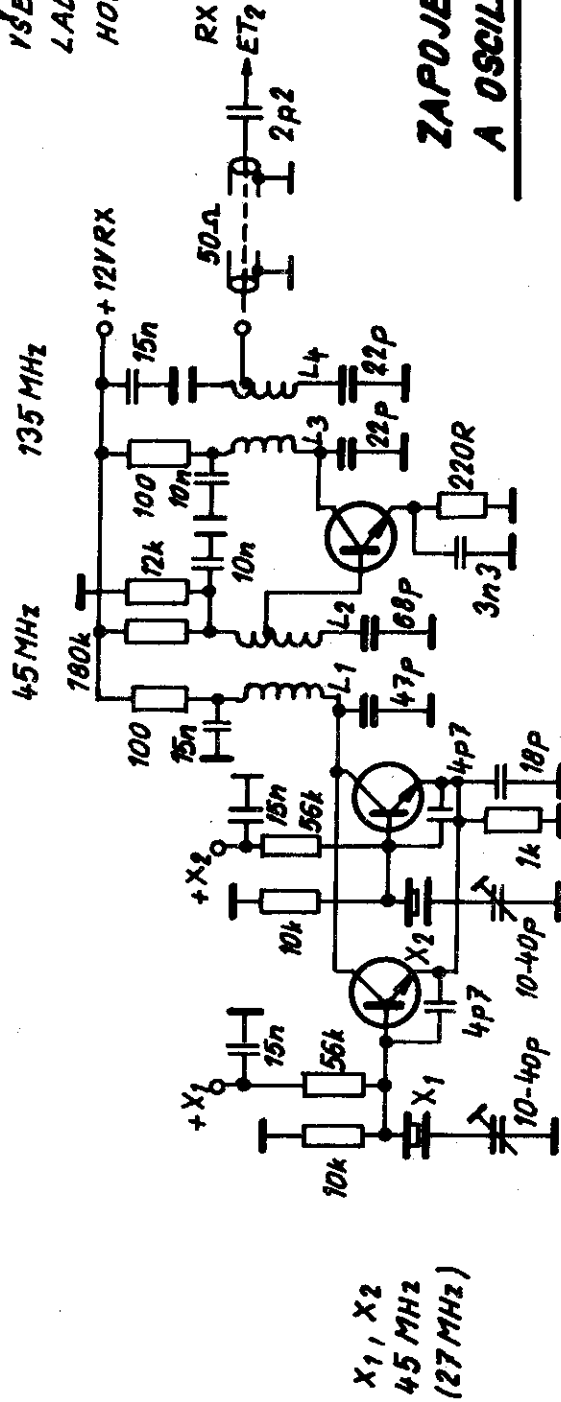 VŠE
LAD
HOD
RX
ET2
2p2
50Ω
ZAPOJE
A OSCIL
+12VRX
135 MHz
15n
L4
22p
100
10n
L3
22p
12k
10n
220R
3n3
45 MHz
180k
L2
68p
100
15n
L1
47p
+X2
15n
56k
10k
X2
4p7
18p
1k
10-40p
+X1
15n
56k
10k
X1
4p7
10-40p
X1, X2
45 MHz
(27 MHz)